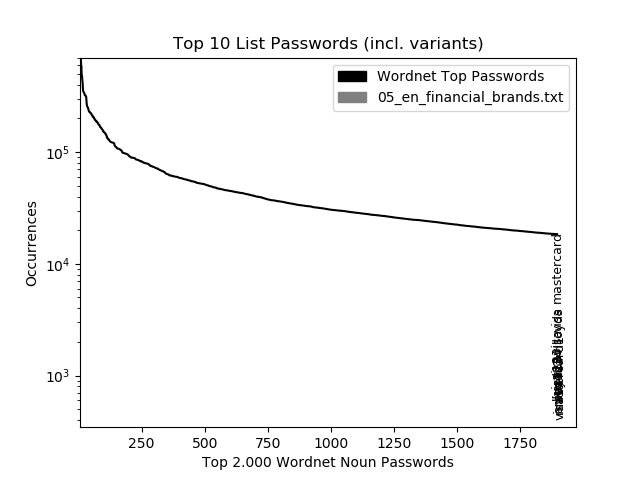 Top 10 List Passwords (incl. variants)
Wordnet Top Passwords
05_en_financial_brands.txt
Occurrences
10^5
10^4
10^3
mastercard
250
500
750
1000
1250
1500
1750
Top 2.000 Wordnet Noun Passwords